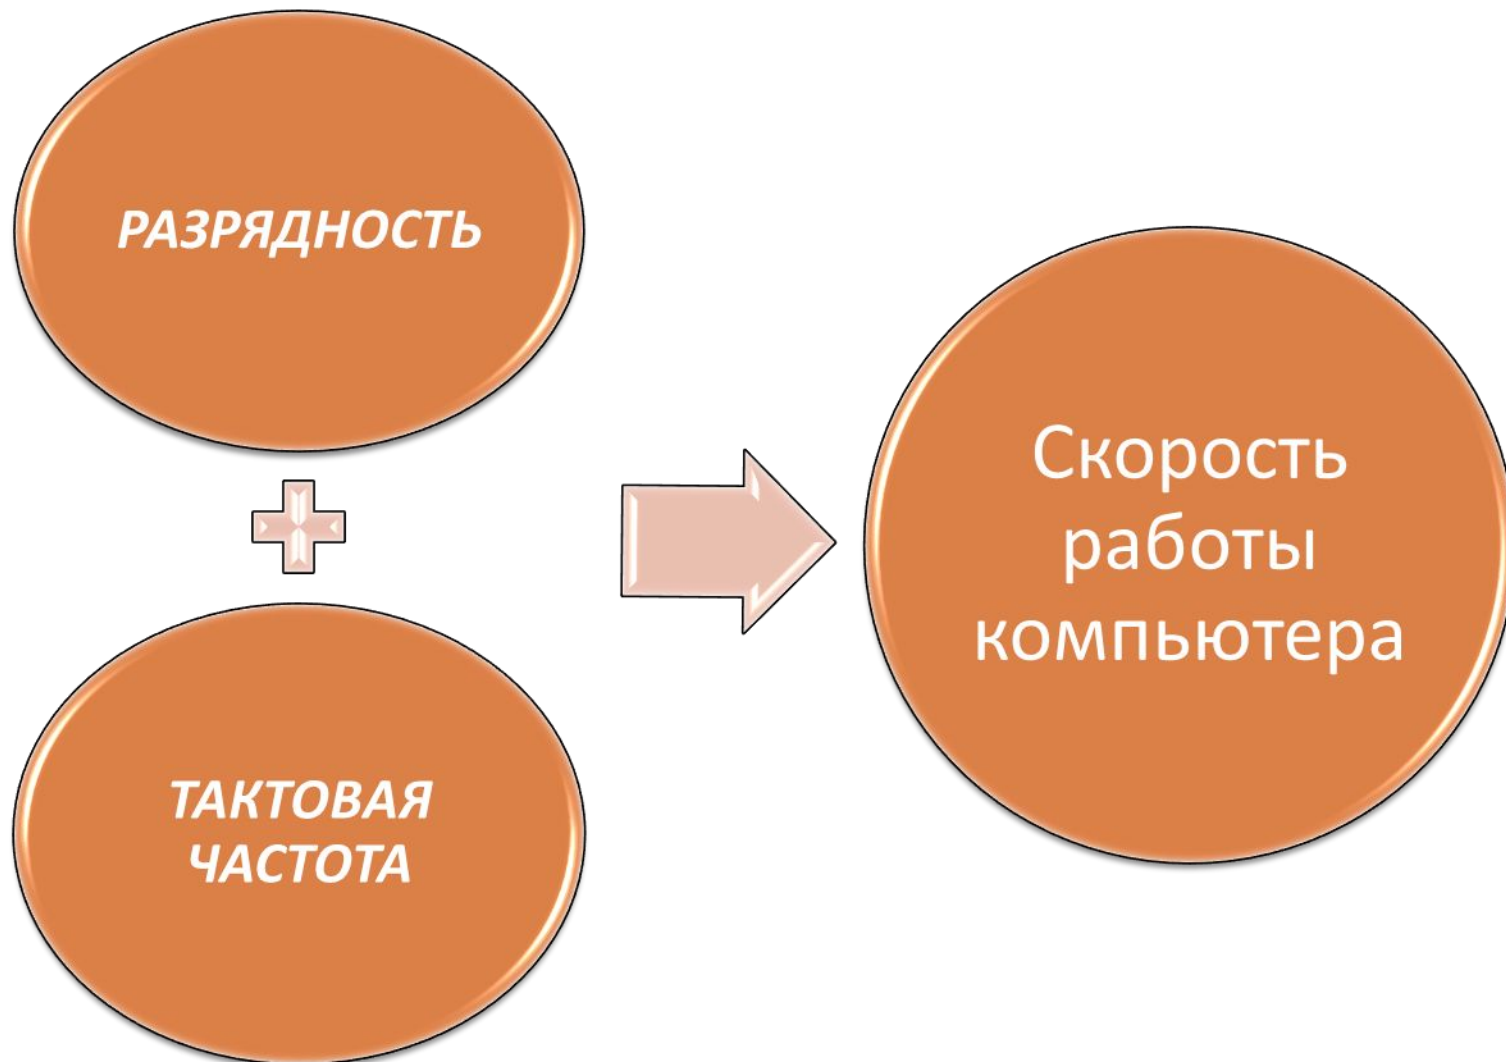 РАЗРЯДНОСТЬ
ТАКТОВАЯ
ЧАСТОТА
Скорость
работы
компьютера